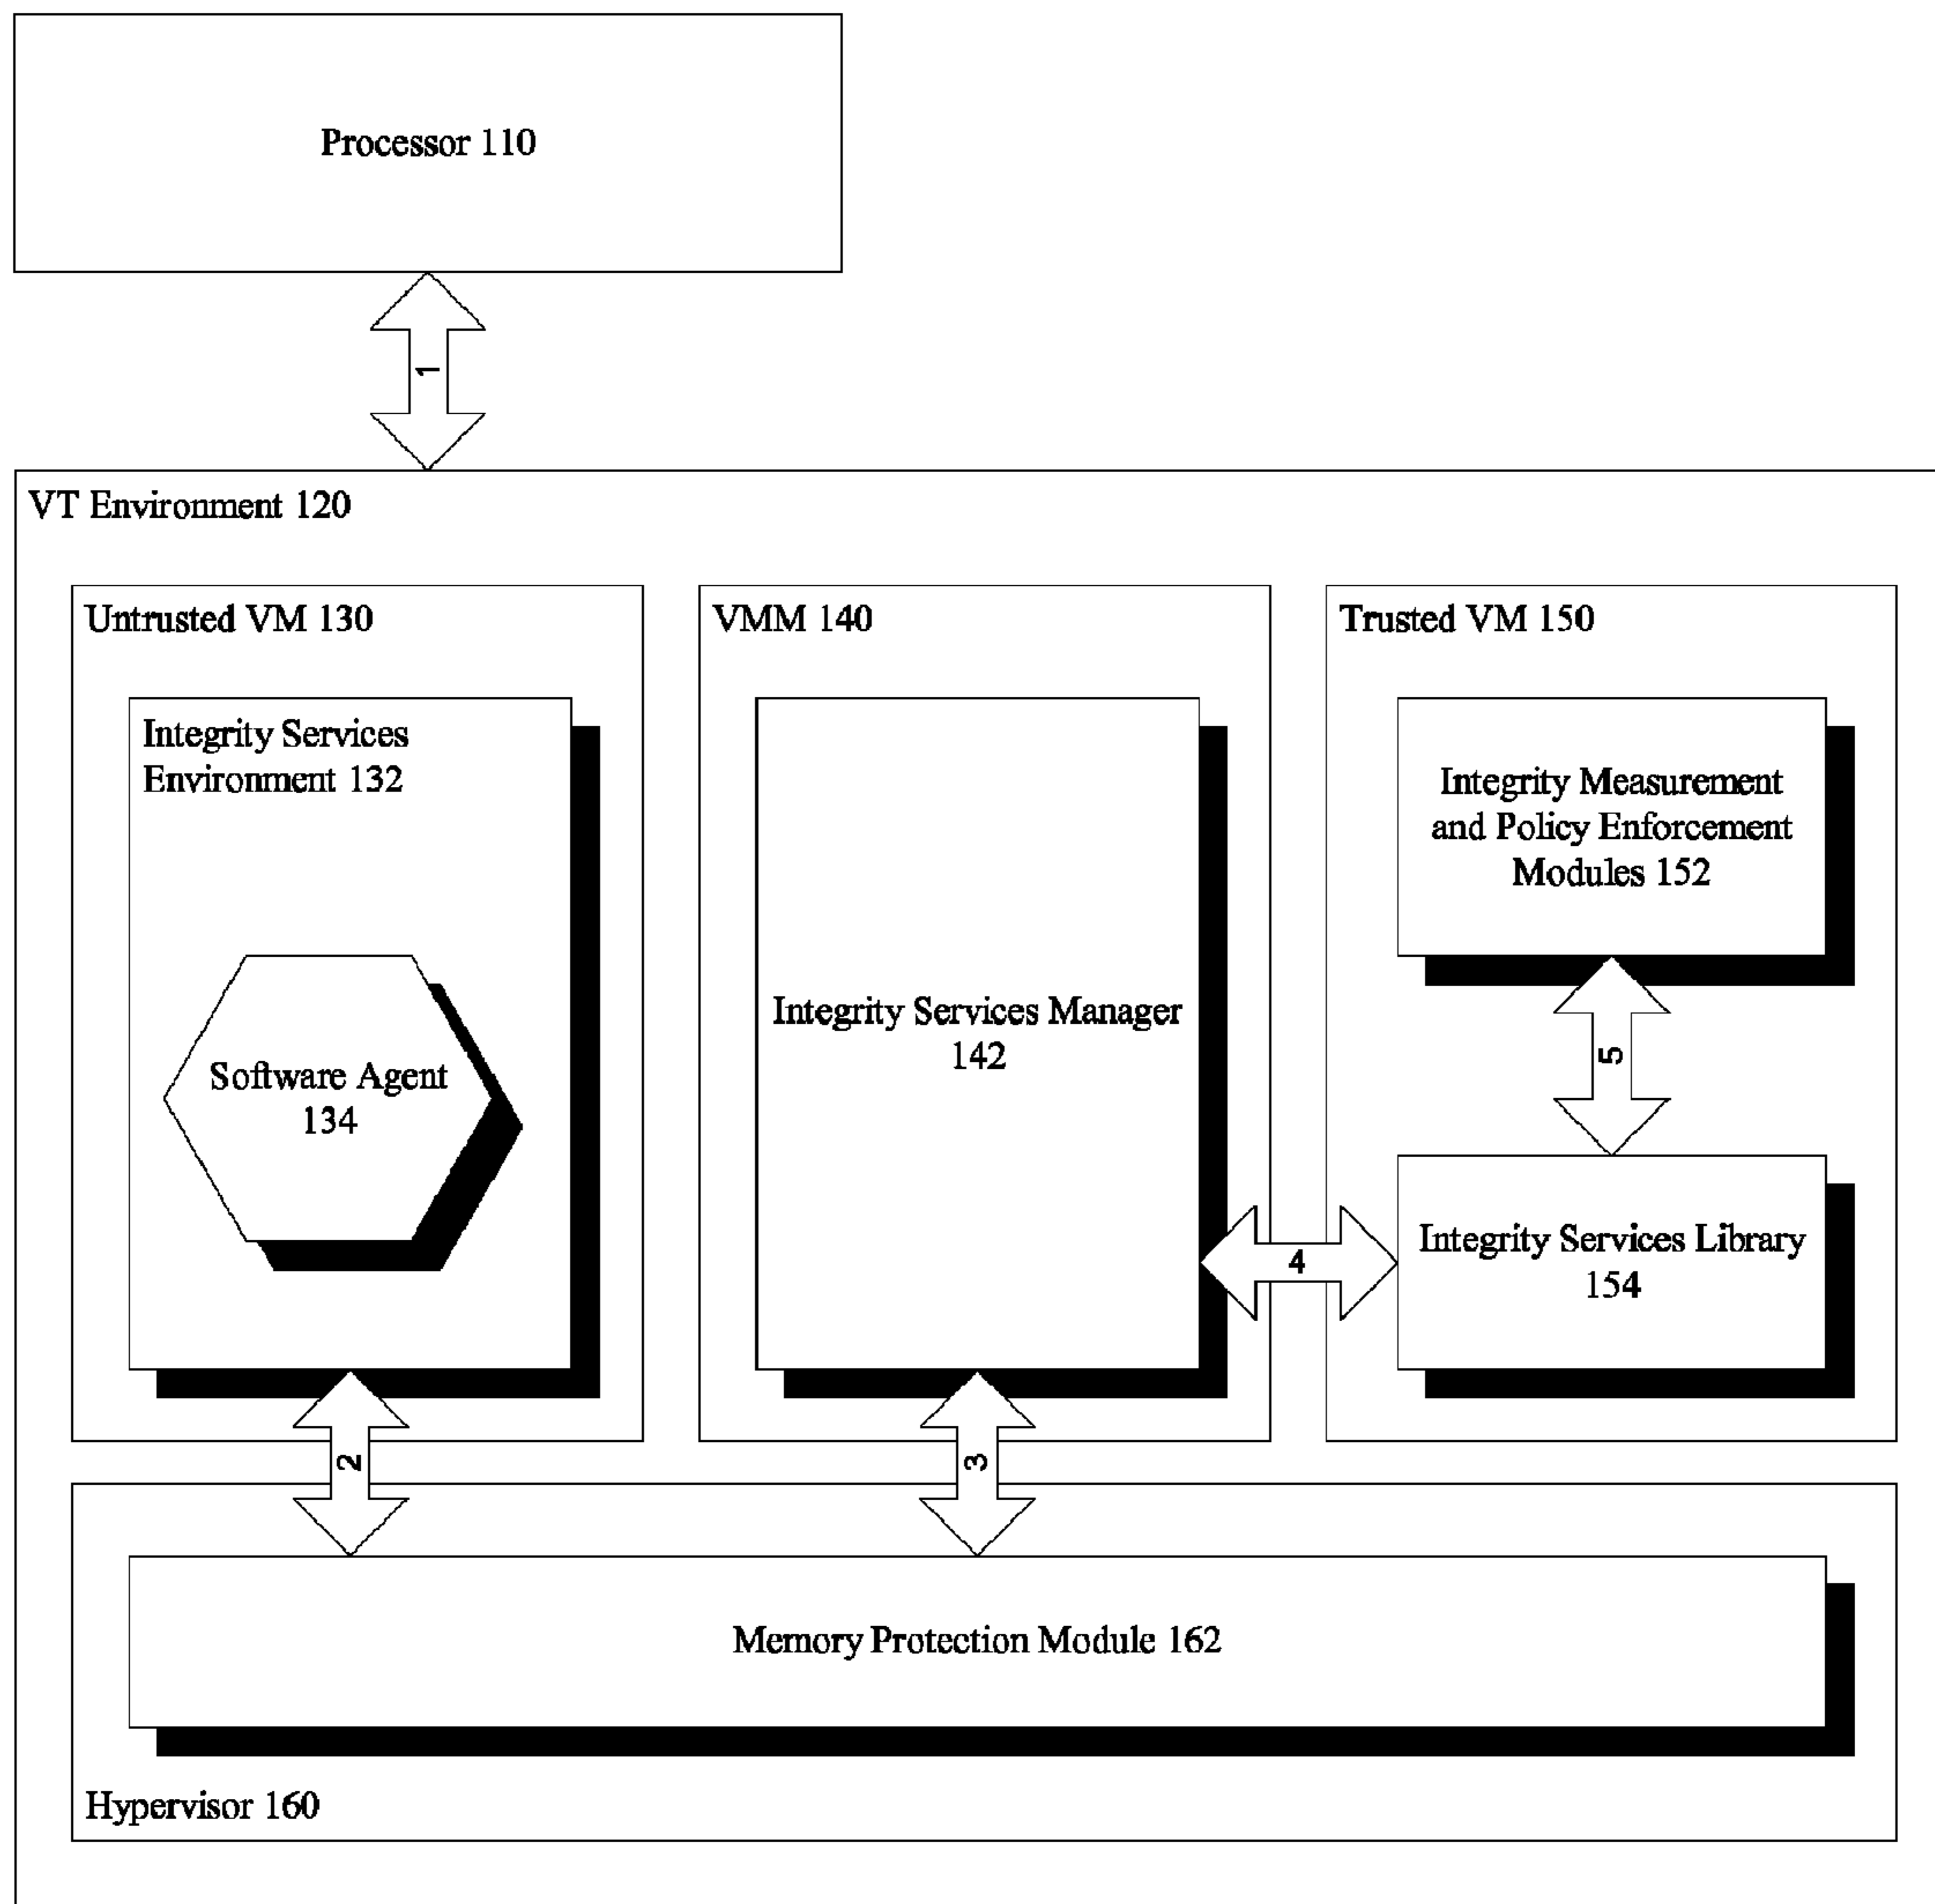 Processor 110
1
VT Environment 120
Untrusted VM 130
Integrity Services
Environment 132
Software Agent
134
VMM 140
Integrity Services Manager
142
Trusted VM 150
Integrity Measurement
and Policy Enforcement
Modules 152
5
Integrity Services Library
154
4
2
3
Memory Protection Module 162
Hypervisor 160